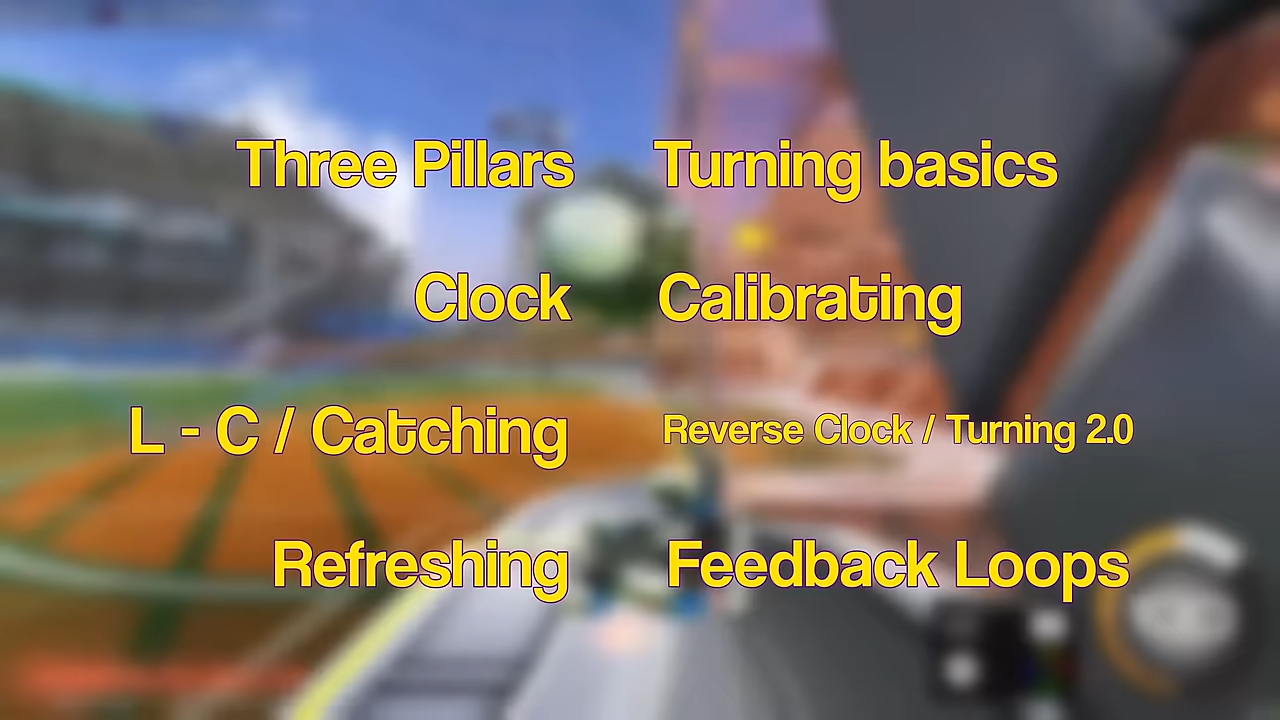 Three Pillars
Turning basics
Clock
Calibrating
L - C / Catching
Reverse Clock / Turning 2.0
Refreshing
Feedback Loops